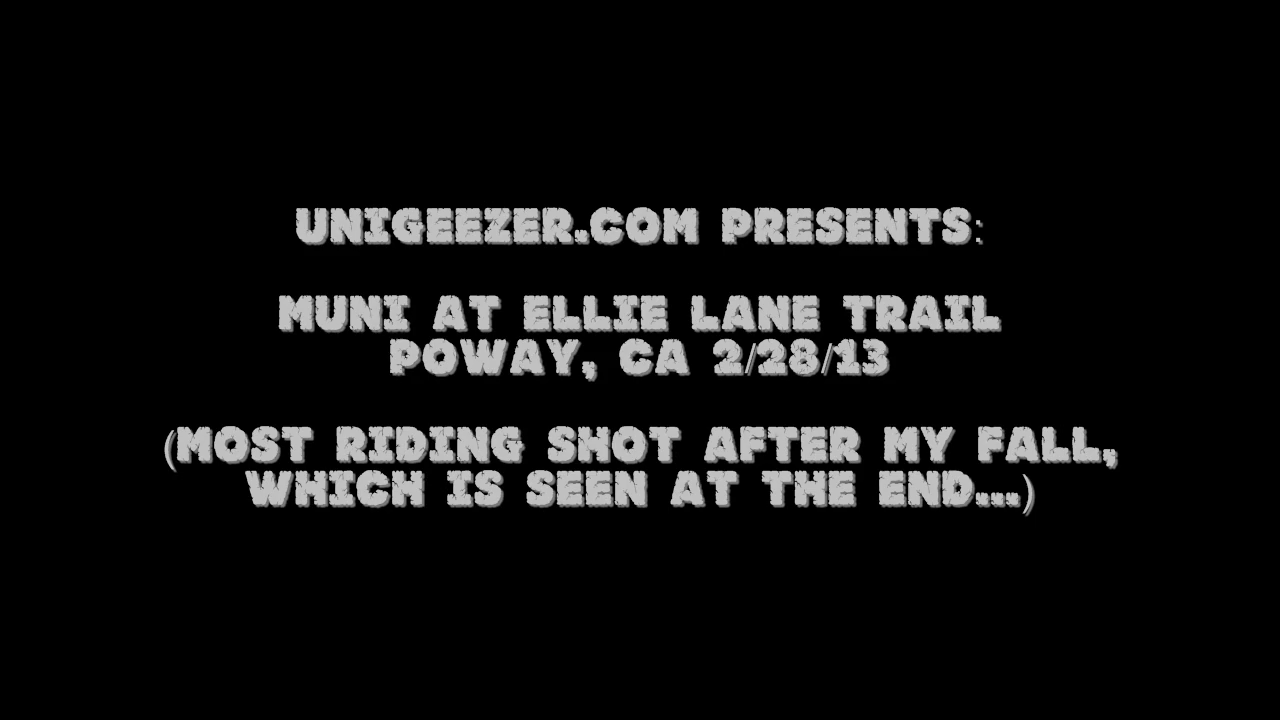 UNIGEEZER.COM PRESENTS:
MUNI AT ELLIE LANE TRAIL
POWAY, CA 2/28/13
(MOST RIDING SHOT AFTER MY FALL,
WHICH IS SEEN AT THE END...)